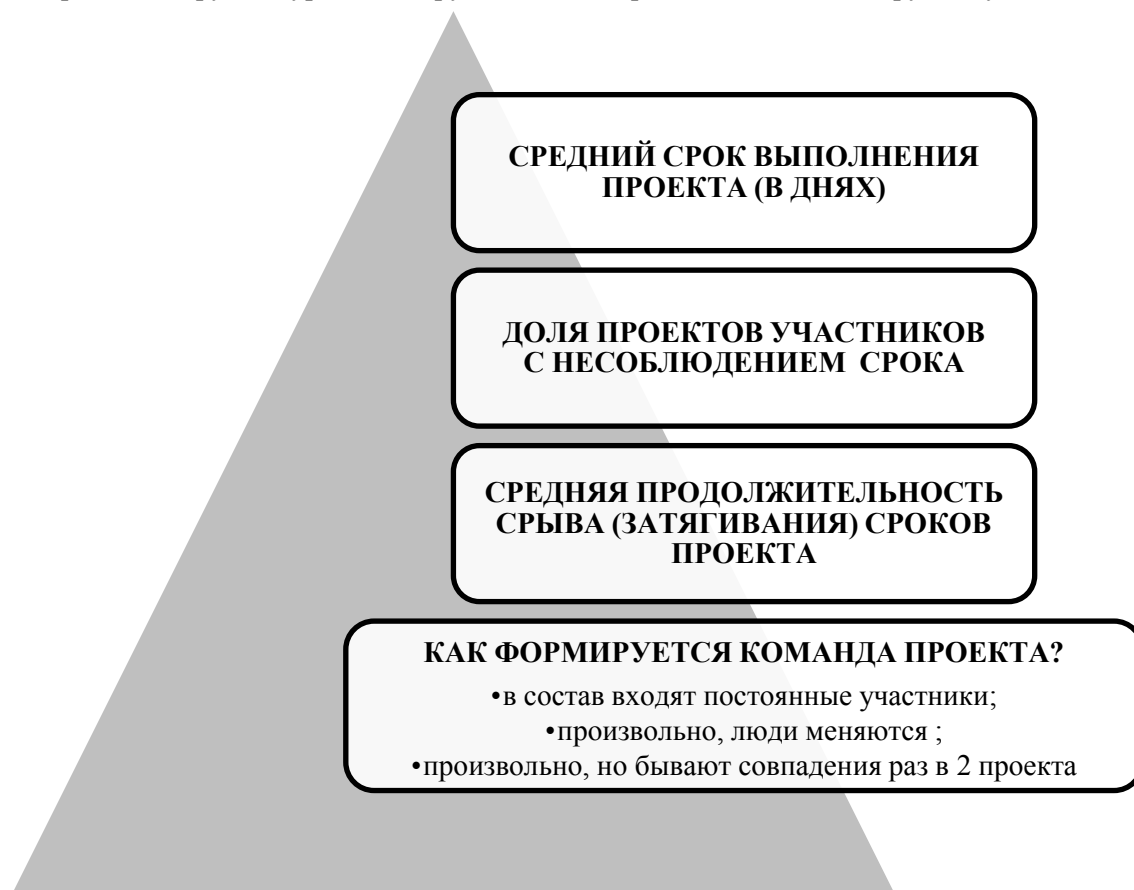 СРЕДНИЙ СРОК ВЫПОЛНЕНИЯ
ПРОЕКТА (В ДНЯХ)
ДОЛЯ ПРОЕКТОВ УЧАСТНИКОВ
С НЕСОБЛЮДЕНИЕМ СРОКА
СРЕДНЯЯ ПРОДОЛЖИТЕЛЬНОСТЬ
СРЫВА (ЗАТЯГИВАНИЯ) СРОКОВ
ПРОЕКТА
КАК ФОРМИРУЕТСЯ КОМАНДА ПРОЕКТА?
•в состав входят постоянные участники;
•произвольно, люди меняются ;
•произвольно, но бывают совпадения раз в 2 проекта